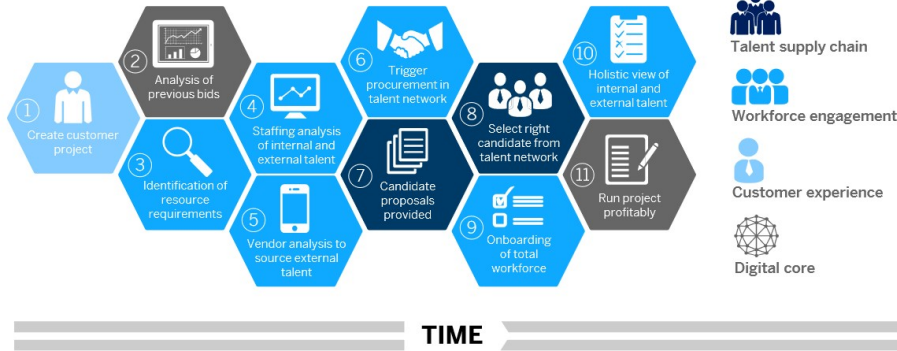 1
Create customer
project
2
Analysis of
previous bids
3
Identification of
resource
requirements
4
Staffing analysis
of internal and
external talent
5
Vendor analysis to
source external
talent
6
Trigger
procurement in
talent network
7
Candidate
proposals
provided
8
Select right
candidate from
talent network
9
Onboarding
of total
workforce
10
Holistic view of
internal and
external talent
11
Run project
profitably
Talent supply chain
Workforce engagement
Customer experience
Digital core
TIME